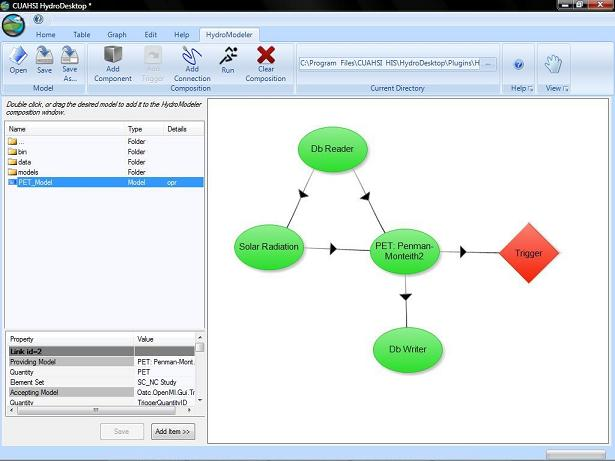 CUAHSI HydroDesktop *
Home Table Graph Edit Help HydroModeler
Open Save Save As... Add Component Add Trigger Add Connection Run Clear Composition C:\Program Files\CUAHSI HIS\HydroDesktop\Plugins\H ...
Model Composition Current Directory Help View
Double click, or drag the desired model to add it to the HydroModeler
composition window.
Name Type Details
... Folder
bin Folder
data Folder
models Folder
PET_Model Model opr
Property Value
Link id=2
Providing Model PET: Penman-Mont
Quantity PET
Element Set SC_NC Study
Accepting Model Oatc.OpenMI.Gui.Tr
Quantity TriggerQuantityID
Save Add Item >>
Db Reader
Solar Radiation
PET: Penman-
Monteith2
Trigger
Db Writer